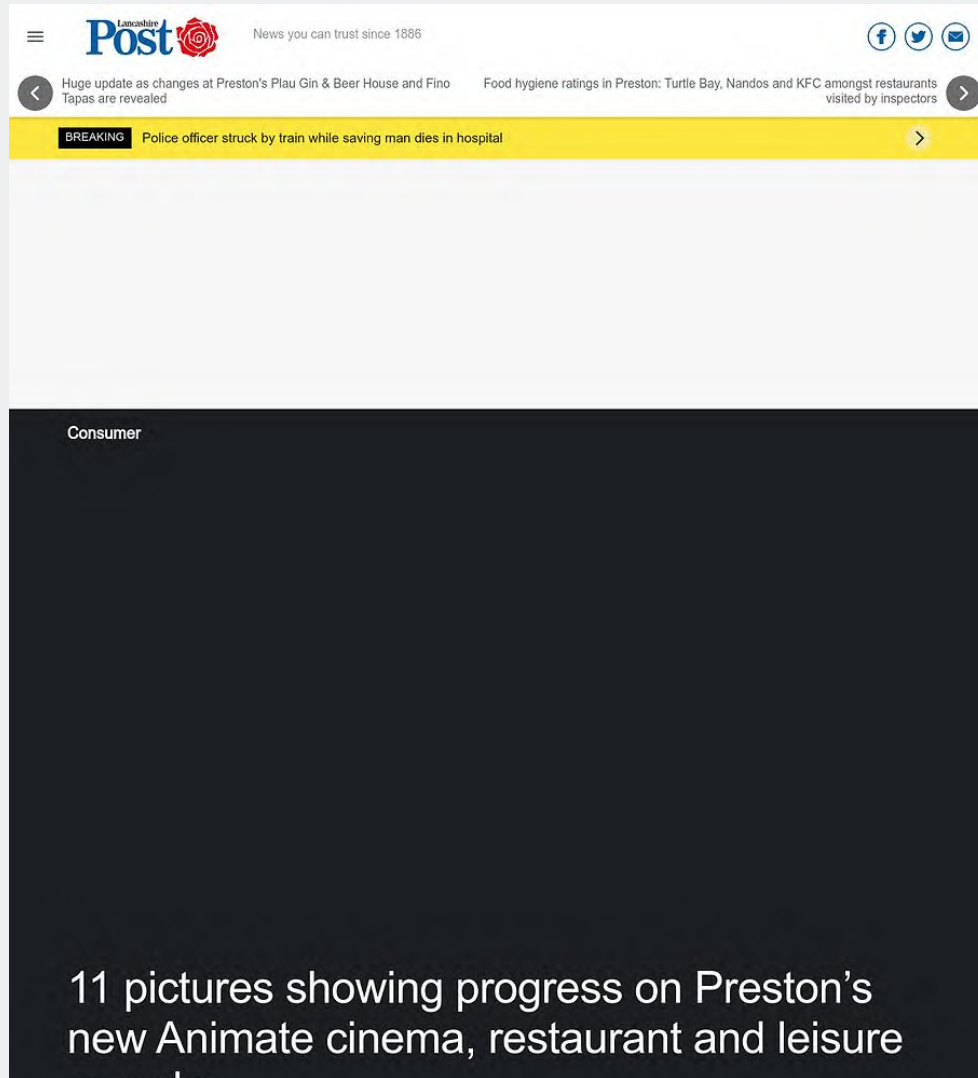 Lancashire
Post
News you can trust since 1886
Huge update as changes at Preston's Plau Gin & Beer House and Fino
Tapas are revealed
Food hygiene ratings in Preston: Turtle Bay, Nandos and KFC amongst restaurants
visited by inspectors
BREAKING Police officer struck by train while saving man dies in hospital
Consumer
11 pictures showing progress on Preston’s
new Animate cinema, restaurant and leisure